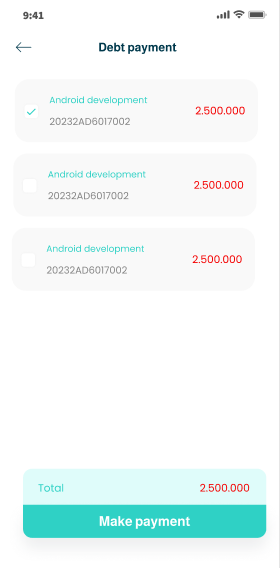 9:41
Debt payment
Android development
2.500.000
20232AD6017002
Android development
2.500.000
20232AD6017002
Android development
2.500.000
20232AD6017002
Total 2.500.000
Make payment